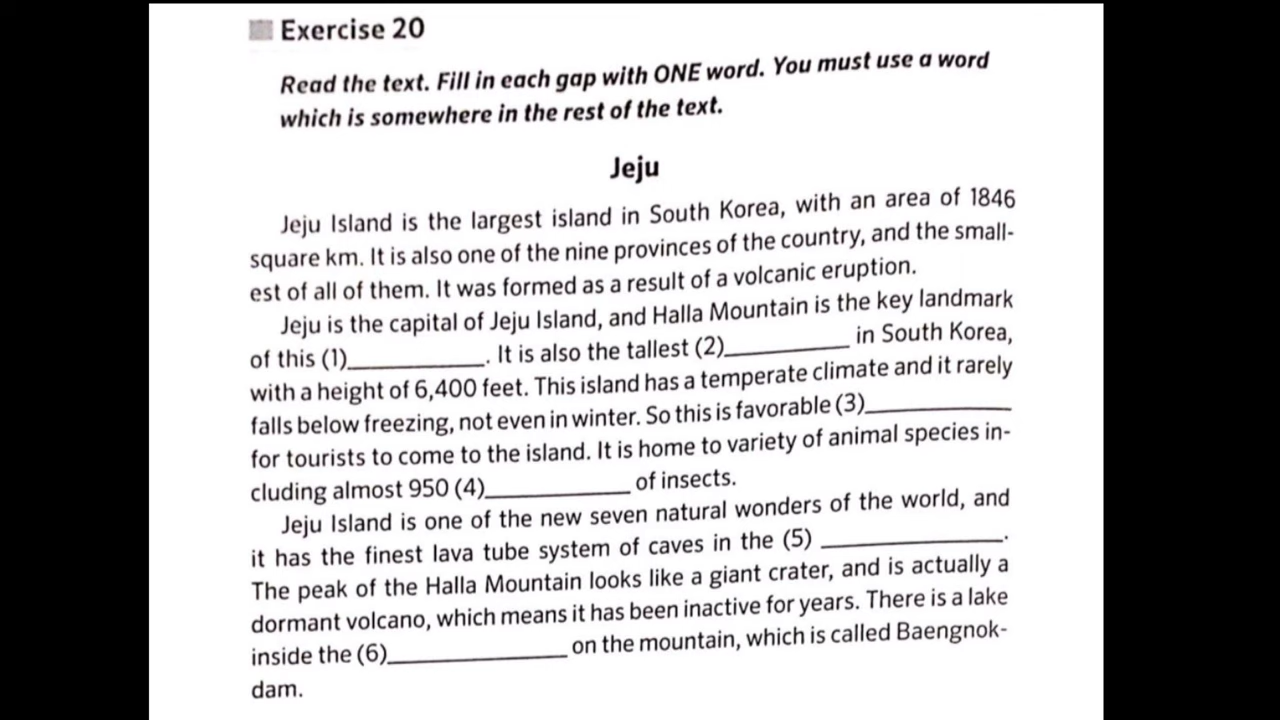 Exercise 20
Read the text. Fill in each gap with ONE word. You must use a word
which is somewhere in the rest of the text.
Jeju
Jeju Island is the largest island in South Korea, with an area of 1846
square km. It is also one of the nine provinces of the country, and the small-
est of all of them. It was formed as a result of a volcanic eruption.
Jeju is the capital of Jeju Island, and Halla Mountain is the key landmark
of this (1)____________. It is also the tallest (2)____________ in South Korea,
with a height of 6,400 feet. This island has a temperate climate and it rarely
falls below freezing, not even in winter. So this is favorable (3)____________
for tourists to come to the island. It is home to variety of animal species in-
cluding almost 950 (4)____________ of insects.
Jeju Island is one of the new seven natural wonders of the world, and
it has the finest lava tube system of caves in the (5) ____________.
The peak of the Halla Mountain looks like a giant crater, and is actually a
dormant volcano, which means it has been inactive for years. There is a lake
inside the (6)____________ on the mountain, which is called Baengnok-
dam.